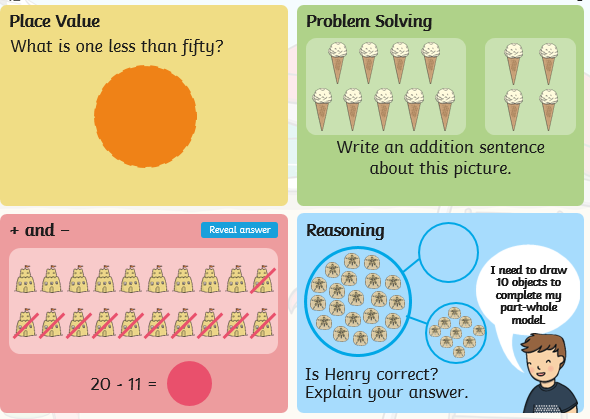 Place Value
What is one less than fifty?
Problem Solving
Write an addition sentence
about this picture.
+ and –
Reveal answer
20 - 11 =
Reasoning
I need to draw
10 objects to
complete my
part-whole
model.
Is Henry correct?
Explain your answer.